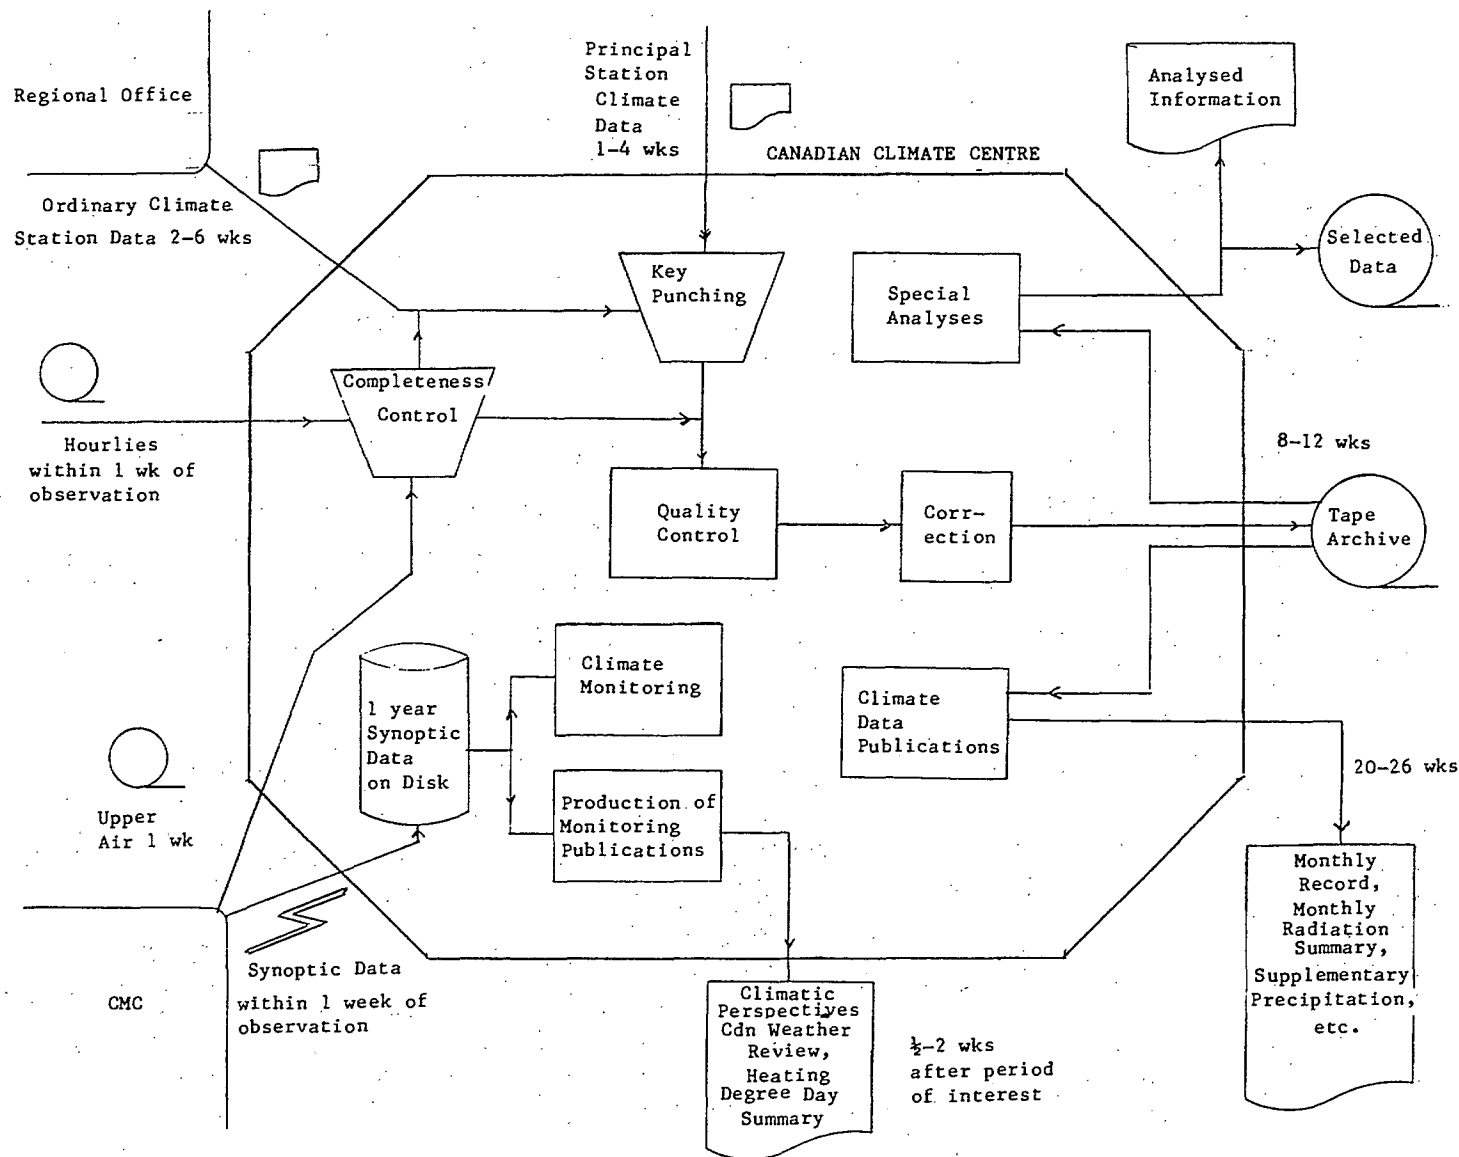 Regional Office
Principal
Station
Climate
Data
1-4 wks
CANADIAN CLIMATE CENTRE
Analysed
Information
Selected
Data
Ordinary Climate
Station Data 2-6 wks
Key
Punching
Special
Analyses
Completeness
Control
Hourlies
within 1 wk of
observation
Quality
Control
Corr-
ection
8-12 wks
Tape
Archive
1 year
Synoptic
Data
on Disk
Climate
Monitoring
Production of
Monitoring
Publications
Climate
Data
Publications
20-26 wks
Upper
Air 1 wk
CMC
Synoptic Data
within 1 week of
observation
Climatic
Perspectives
Cdn Weather
Review,
Heating
Degree Day
Summary
½-2 wks
after period
of interest
Monthly
Record,
Monthly
Radiation
Summary,
Supplementary
Precipitation,
etc.